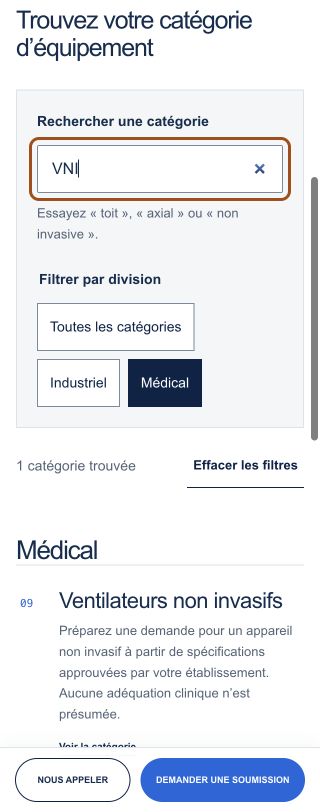 Trouvez votre catégorie
d’équipement
Rechercher une catégorie
VNI
Essayez « toit », « axial » ou « non
invasive ».
Filtrer par division
Toutes les catégories
Industriel
Médical
1 catégorie trouvée
Effacer les filtres
Médical
09
Ventilateurs non invasifs
Préparez une demande pour un appareil
non invasif à partir de spécifications
approuvées par votre établissement.
Aucune adéquation clinique n’est
présumée.
Voir la catégorie
NOUS APPELER
DEMANDER UNE SOUMISSION